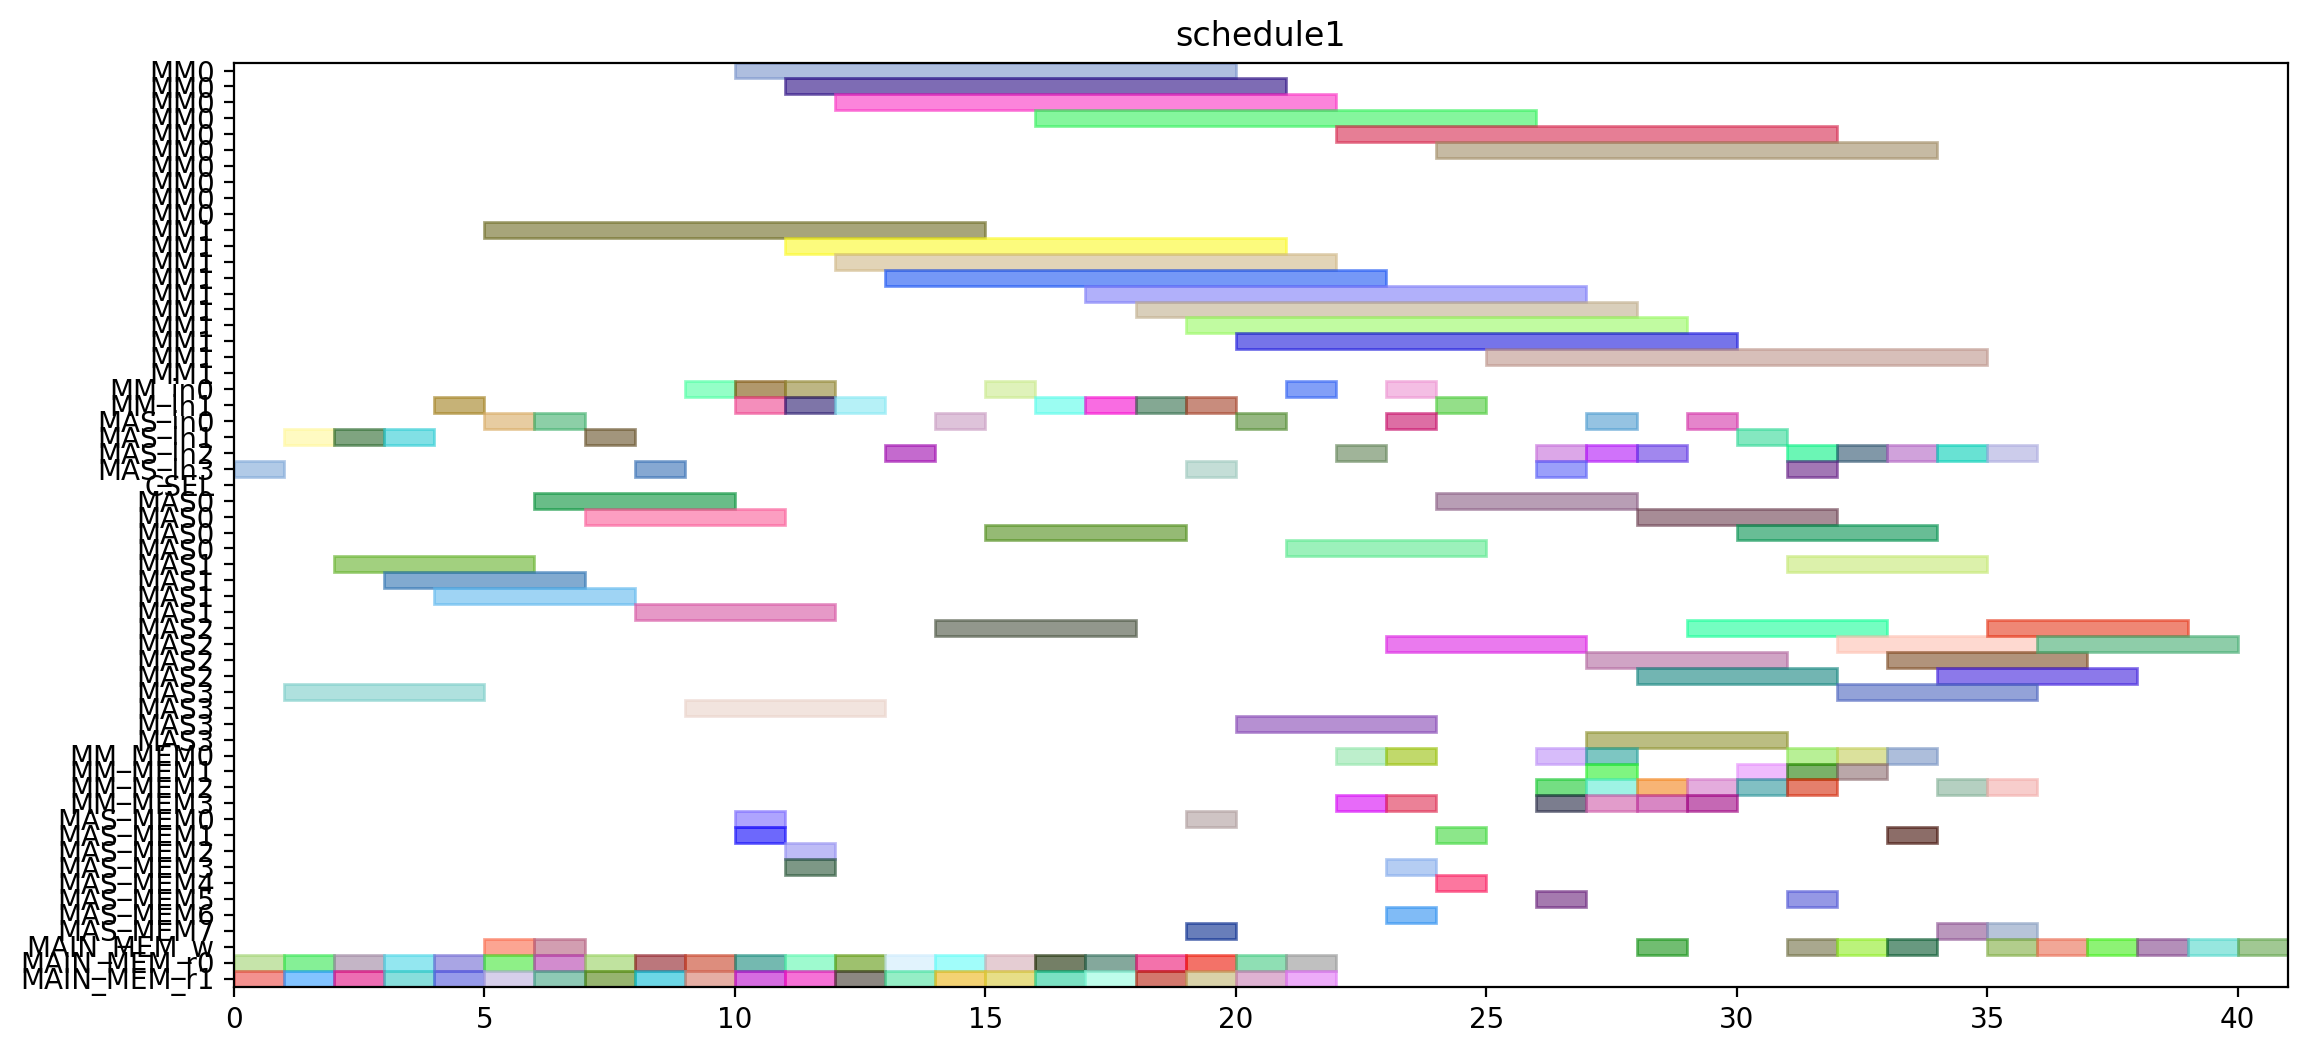 schedule1
MM0
MM0
MM0
MM0
MM0
MM0
MM0
MM0
MM0
MM0
MM1
MM1
MM1
MM1
MM1
MM1
MM1
MM1
MM1
MM1
MM_in0
MM_in1
MAS_in0
MAS_in1
MAS_in2
MAS_in3
CSEL
MAS0
MAS0
MAS0
MAS0
MAS1
MAS1
MAS1
MAS1
MAS2
MAS2
MAS2
MAS2
MAS3
MAS3
MAS3
MAS3
MM_MEM0
MM_MEM1
MM_MEM2
MM_MEM3
MAS_MEM0
MAS_MEM1
MAS_MEM2
MAS_MEM3
MAS_MEM4
MAS_MEM5
MAS_MEM6
MAS_MEM7
MAIN_MEM_w
MAIN_MEM_r0
MAIN_MEM_r1
0 5 10 15 20 25 30 35 40